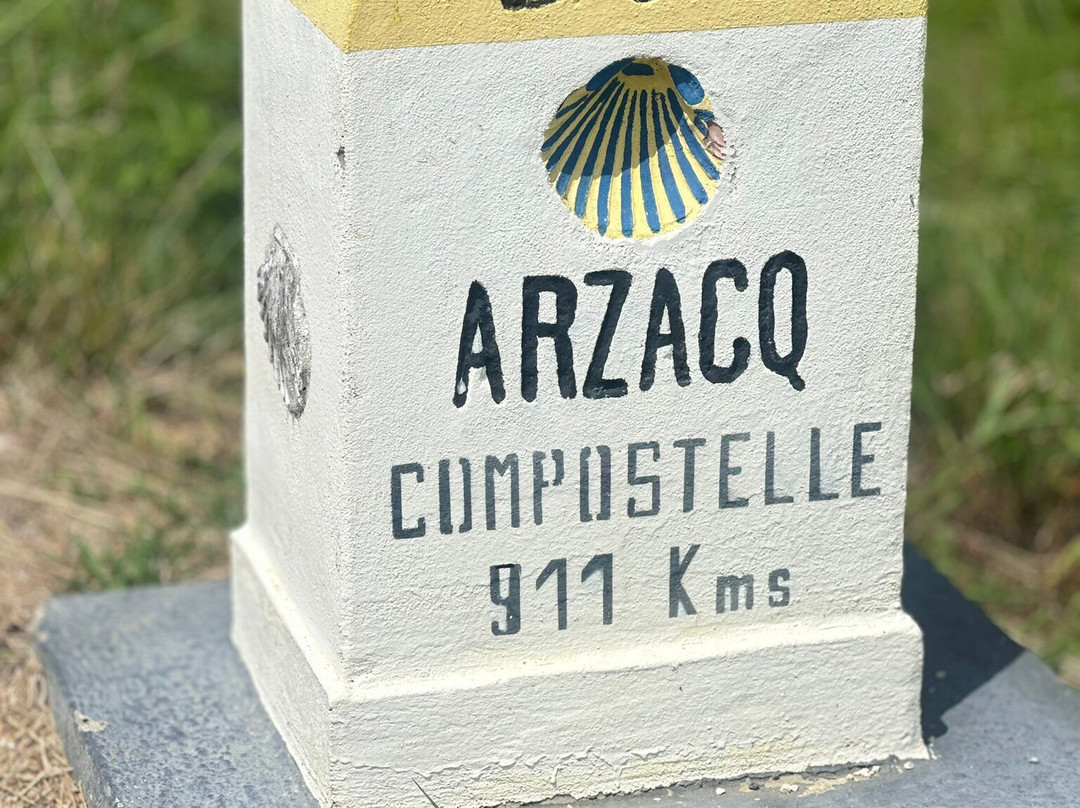 ARZACQ
COMPOSTELLE
911 Kms